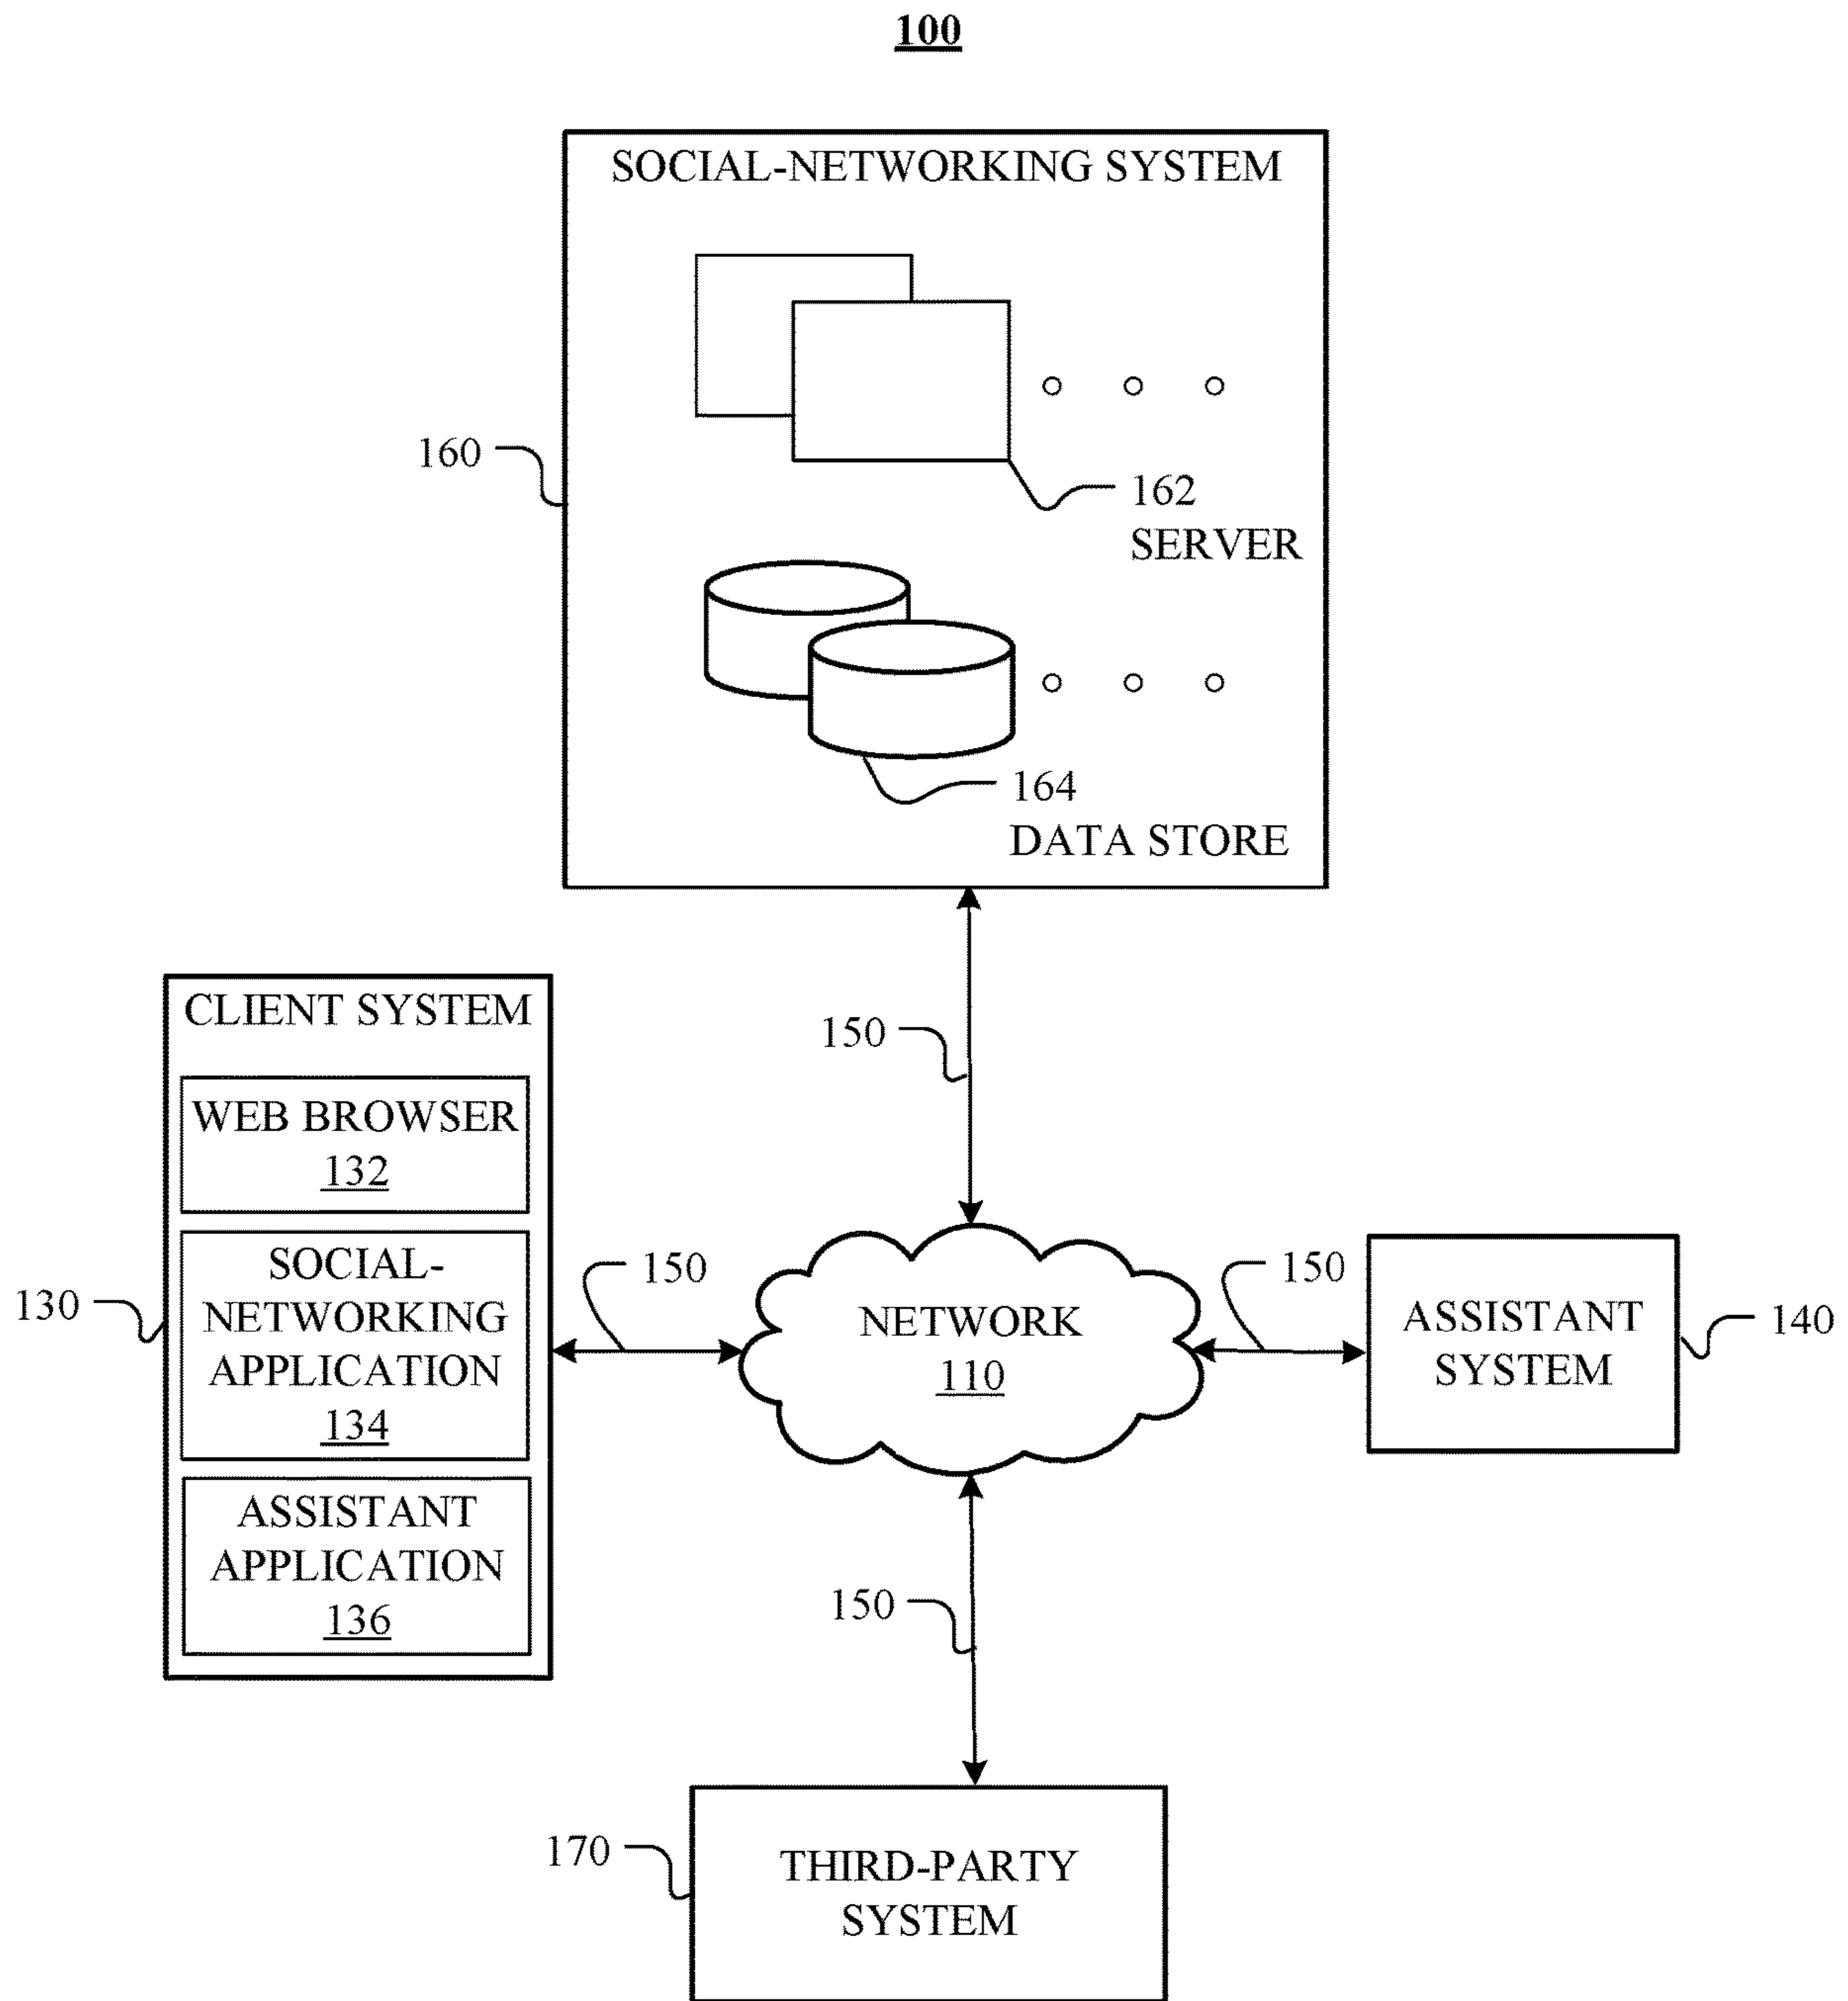 100
SOCIAL-NETWORKING SYSTEM
160
162
SERVER
164
DATA STORE
CLIENT SYSTEM
WEB BROWSER
132
SOCIAL-
NETWORKING
APPLICATION
134
ASSISTANT
APPLICATION
136
130
150
150
NETWORK
110
150
ASSISTANT
SYSTEM
140
150
170
THIRD-PARTY
SYSTEM